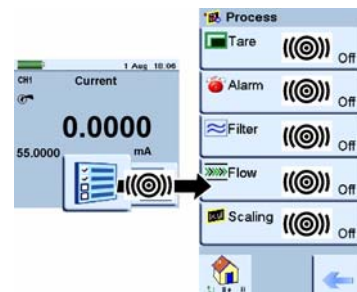 1 Aug 18:06
CH1 Current
0.0000
55.0000 mA
Process
Tare
Off
Alarm
Off
Filter
Off
Flow
Off
Scaling
Off